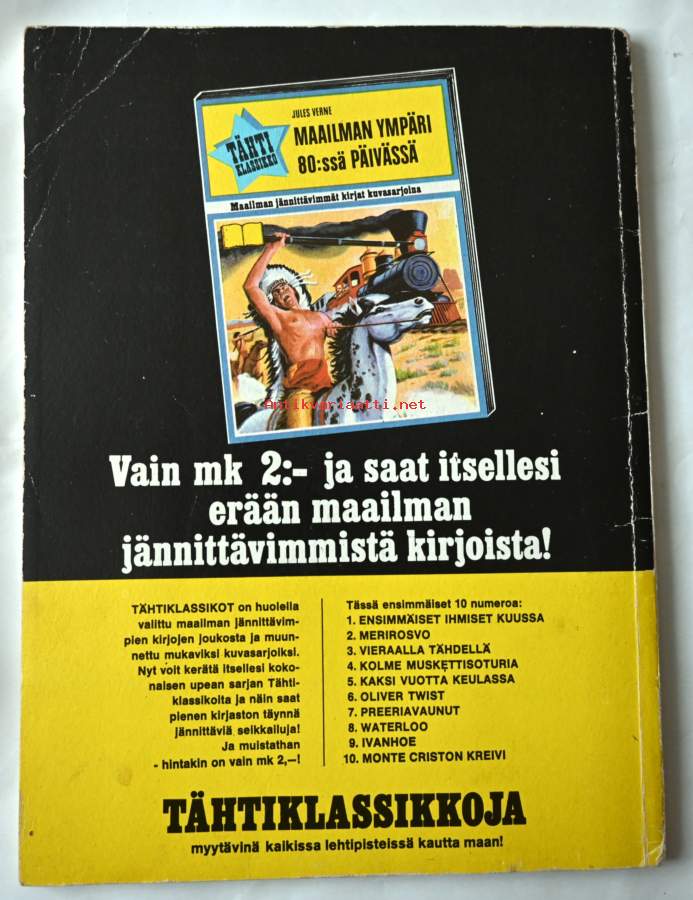 JULES VERNE
TÄHTI
KLASSIKKO
MAAILMAN YMPÄRI
80:ssä PÄIVÄSSÄ
Maailman jännittävimmät kirjat kuvasarjoina
Antikvariaatti.net
Vain mk 2:- ja saat itsellesi
erään maailman
jännittävimmistä kirjoista!
TÄHTIKLASSIKOT on huolella
valittu maailman jännittävim-
pien kirjojen joukosta ja muun-
nettu mukaviksi kuvasarjoiksi.
Nyt voit kerätä itsellesi koko-
naisen upean sarjan Tähti-
klassikoita ja näin saat
pienen kirjaston täynnä
jännittäviä seikkailuja!
Ja muistathan
- hintakin on vain mk 2,—!
Tässä ensimmäiset 10 numeroa:
1. ENSIMMÄISET IHMISET KUUSSA
2. MERIROSVO
3. VIERAALLA TÄHDELLÄ
4. KOLME MUSKETTISOTURIA
5. KAKSI VUOTTA KEULASSA
6. OLIVER TWIST
7. PREERIAVAUNUT
8. WATERLOO
9. IVANHOE
10. MONTE CRISTON KREIVI
TÄHTIKLASSIKKOJA
myytävinä kaikissa lehtipisteissä kautta maan!